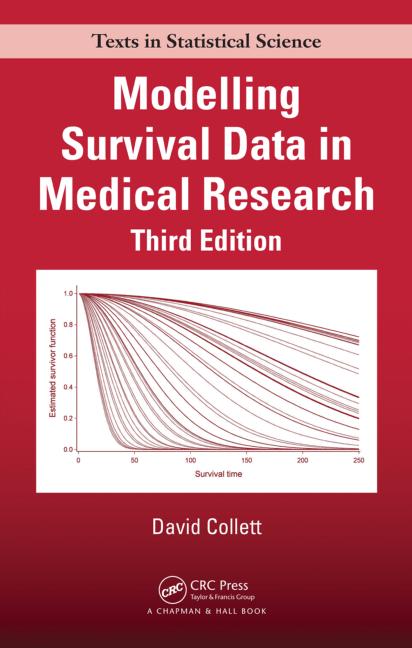 Texts in Statistical Science
Modelling
Survival Data in
Medical Research
Third Edition
Estimated survivor function
1.0
0.8
0.6
0.4
0.2
0.0
0 50 100 150 200 250
Survival time
David Collett
CRC CRC Press
Taylor & Francis Group
A CHAPMAN & HALL BOOK